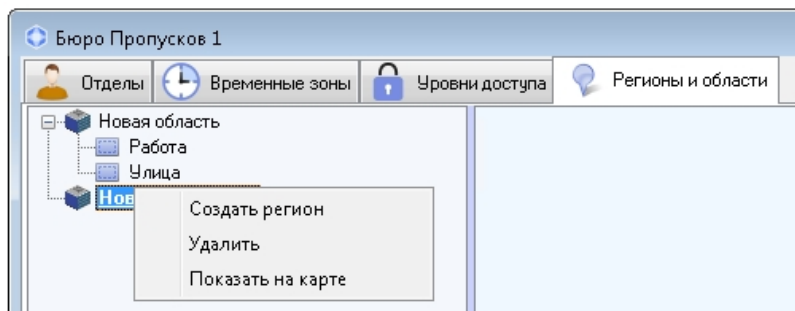 Бюро Пропусков 1
Отделы Временные зоны Уровни доступа Регионы и области
Новая область
Работа
Улица
Нов
Создать регион
Удалить
Показать на карте